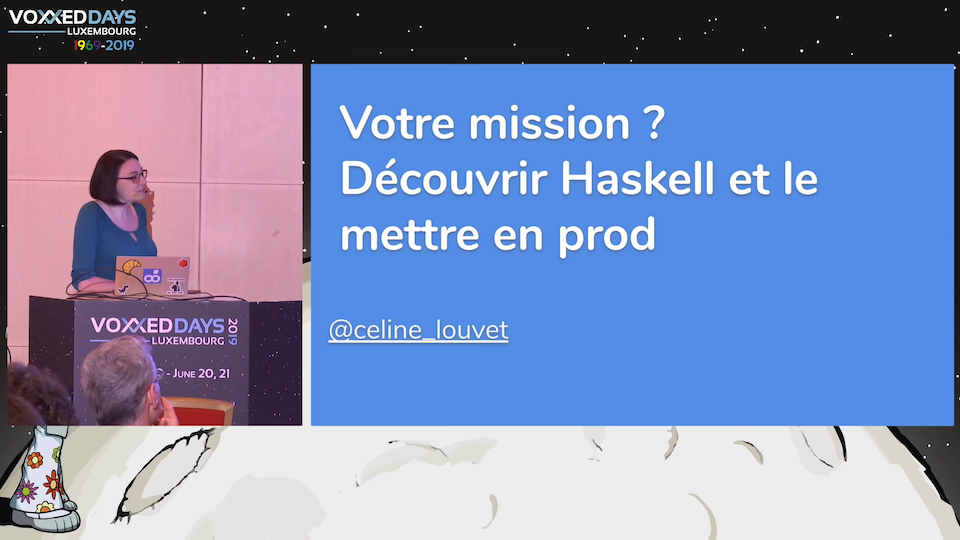 VOXXEDDAYS
LUXEMBOURG
1969-2019
Votre mission ?
Découvrir Haskell et le
mettre en prod
@celine_louvet
VOXXEDDAYS 2019
LUXEMBOURG
- JUNE 20, 21